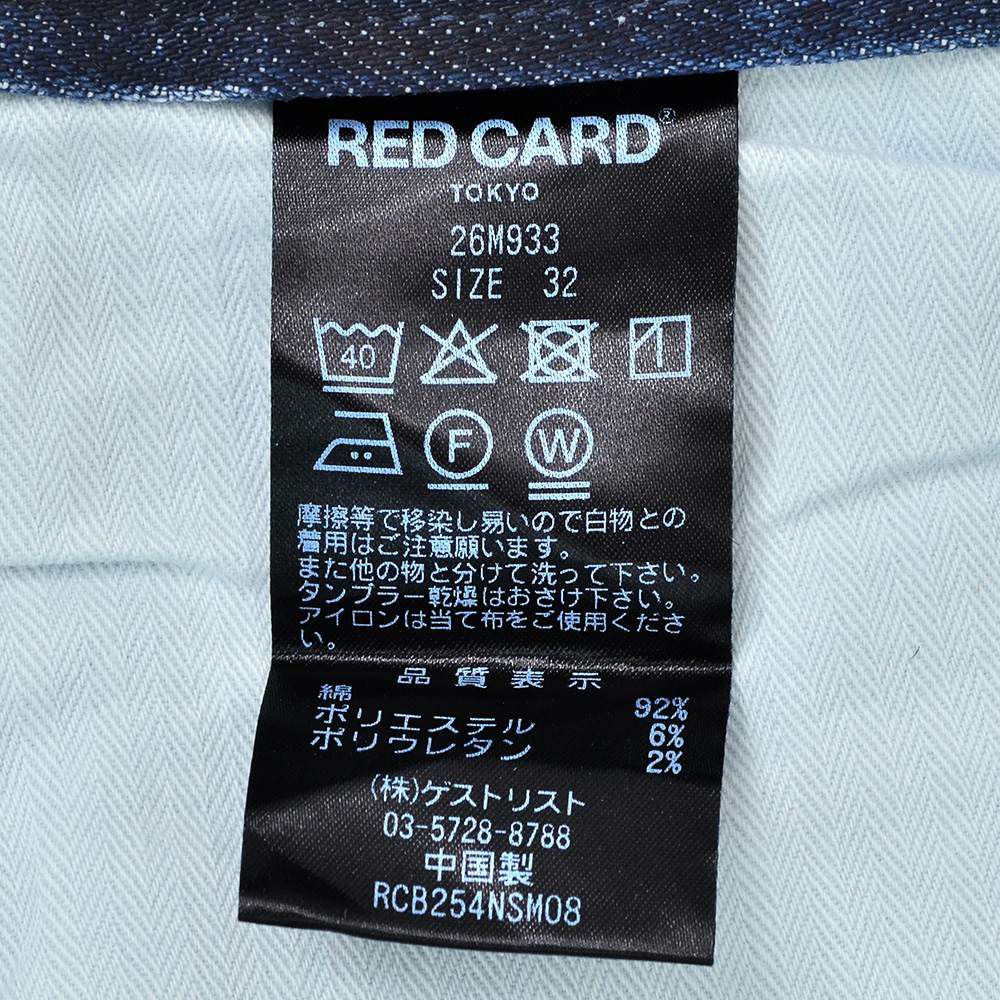 RED CARD®
TOKYO
26M933
SIZE 32
40
F W
摩擦等で移染し易いので白物との
着用はご注意願います。
また他の物と分けて洗って下さい。
タンブラー乾燥はおさけ下さい。
アイロンは当て布をご使用くださ
い。
品質表示
綿 92%
ポリエステル 6%
ポリウレタン 2%
(株)ゲストリスト
03-5728-8788
中国製
RCB254NSM08